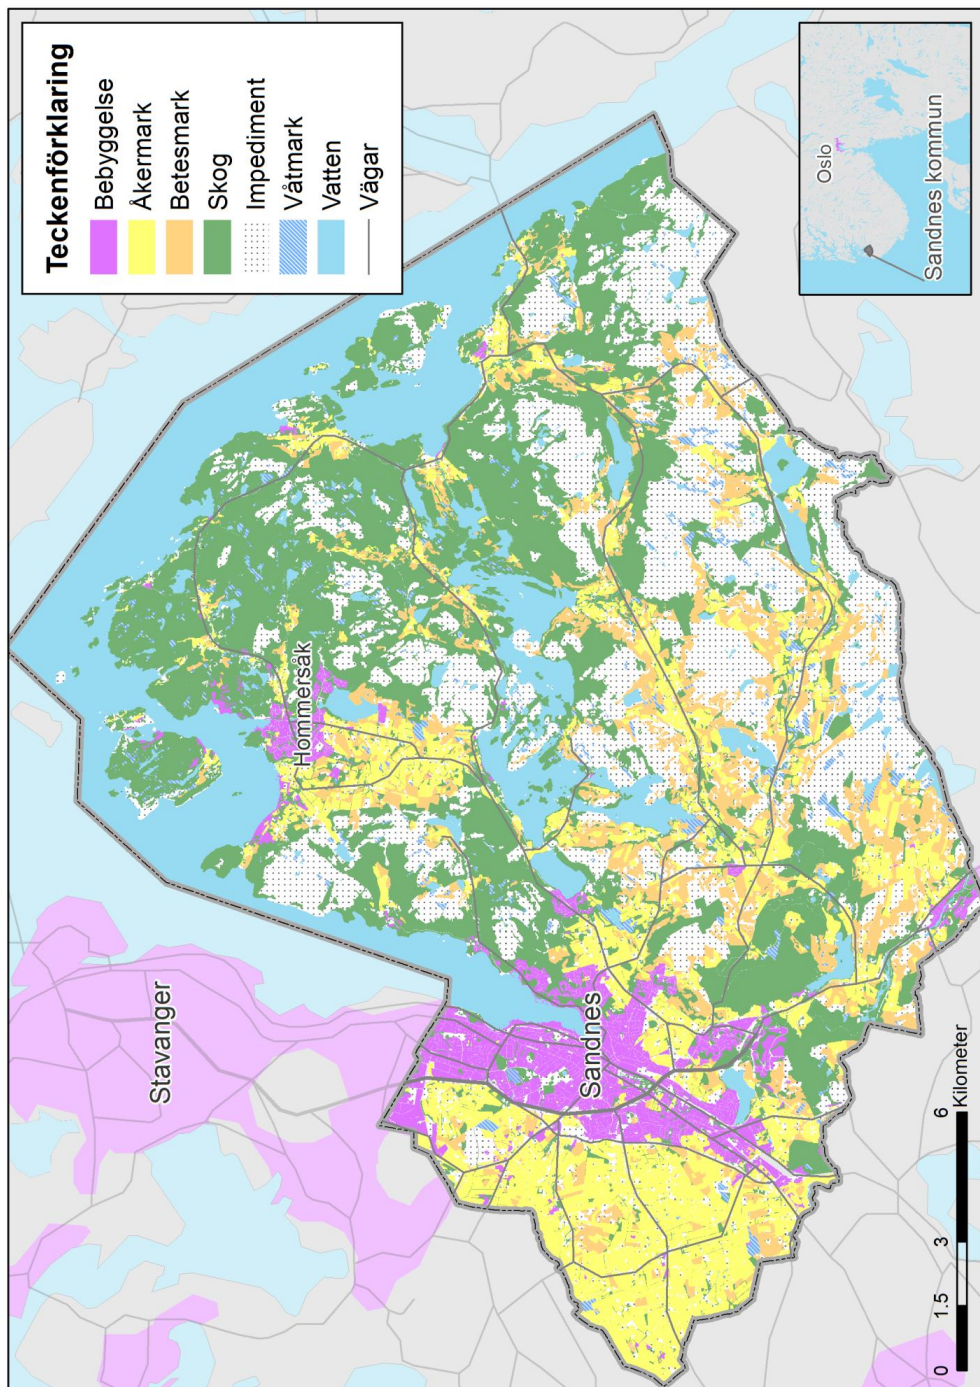 Teckenförklaring
Bebyggelse
Åkermark
Betesmark
Skog
Impediment
Våtmark
Vatten
Vägar
Stavanger
Hommersåk
Sandnes
Oslo
Sandnes kommun
0 1.5 3 6
Kilometer